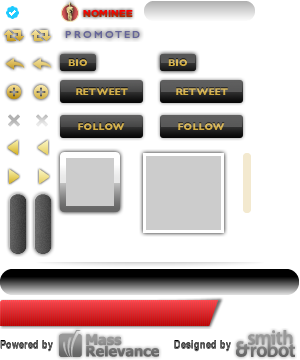 NOMINEE
PROMOTED
BIO BIO
RETWEET RETWEET
FOLLOW FOLLOW
Powered by Mass Relevance Designed by smith &robot